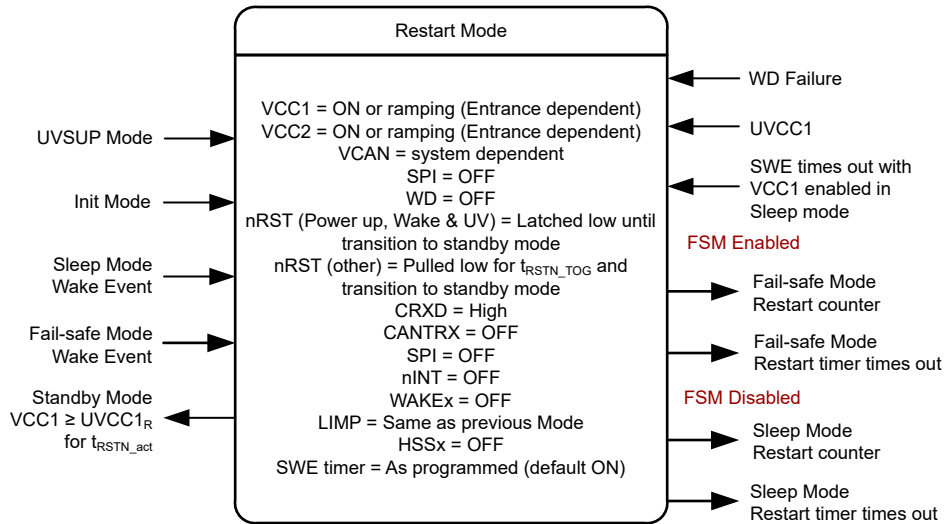 Restart Mode
VCC1 = ON or ramping (Entrance dependent)
VCC2 = ON or ramping (Entrance dependent)
VCAN = system dependent
SPI = OFF
WD = OFF
nRST (Power up, Wake & UV) = Latched low until
transition to standby mode
nRST (other) = Pulled low for tRSTN_TOG and
transition to standby mode
CRXD = High
CANTRX = OFF
SPI = OFF
nINT = OFF
WAKEx = OFF
LIMP = Same as previous Mode
HSSx = OFF
SWE timer = As programmed (default ON)
UVSUP Mode
Init Mode
Sleep Mode
Wake Event
Fail-safe Mode
Wake Event
Standby Mode
VCC1 ≥ UVCC1R
for tRSTN_act
WD Failure
UVCC1
SWE times out with
VCC1 enabled in
Sleep mode
FSM Enabled
Fail-safe Mode
Restart counter
Fail-safe Mode
Restart timer times out
FSM Disabled
Sleep Mode
Restart counter
Sleep Mode
Restart timer times out